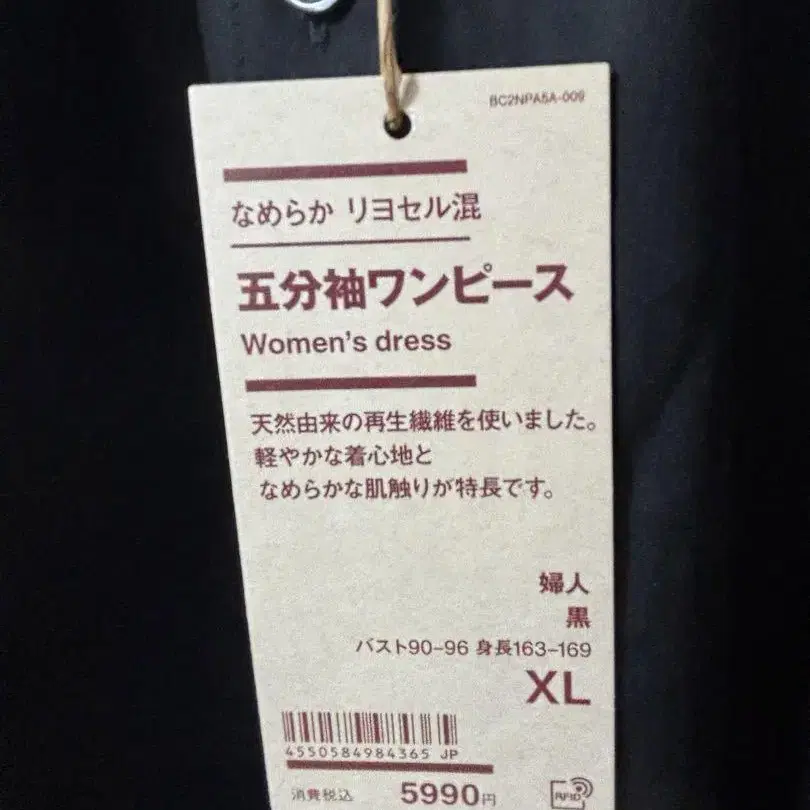 BC2NPA5A-009
なめらか リヨセル混
五分袖ワンピース
Women's dress
天然由来の再生繊維を使いました。
軽やかな着心地と
なめらかな肌触りが特長です。
婦人
黒
バスト90-96 身長163-169
XL
4550584984365 JP
消費税込 5990円
RFID